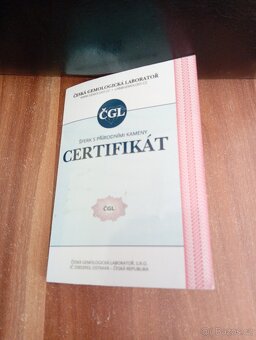 ČESKÁ GEMOLOGICKÁ LABORATOŘ
ČGL
ŠPERK S PŘÍRODNÍMI KAMENY
CERTIFIKÁT
ČGL
ČESKÁ GEMOLOGICKÁ LABORATOŘ, S.R.O.
OSTRAVA – ČESKÁ REPUBLIKA